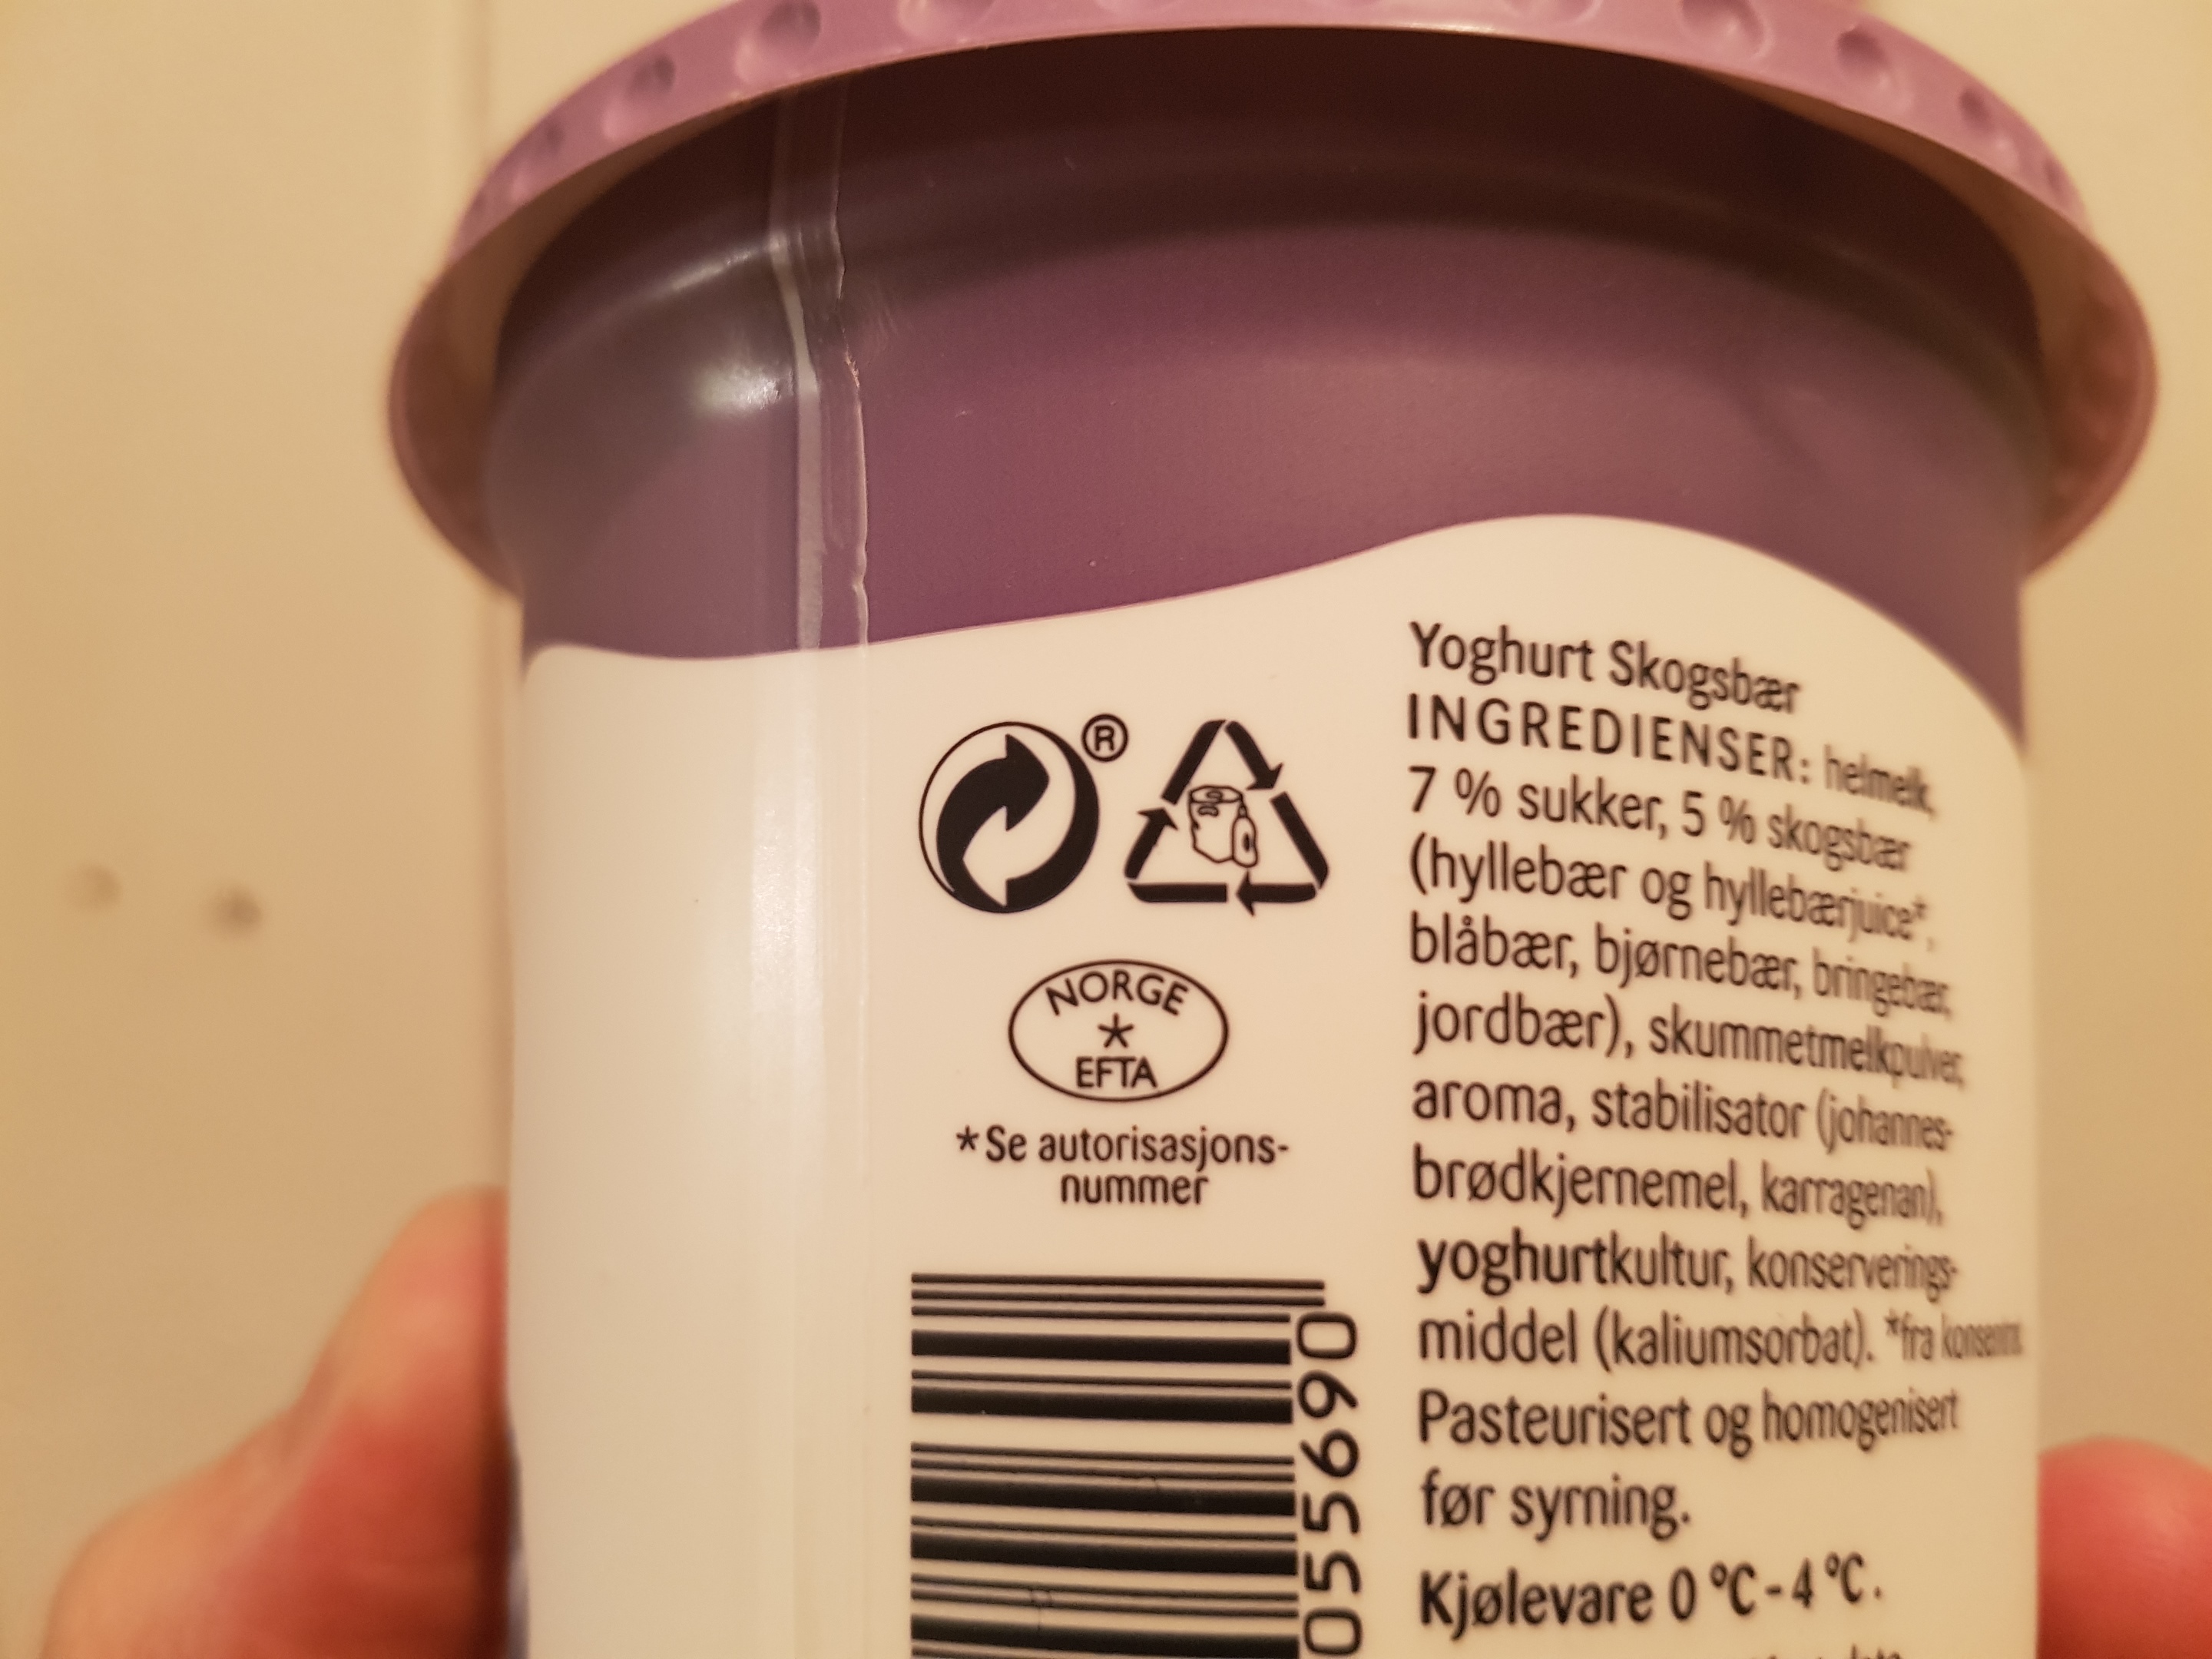 ®
NORGE
*
EFTA
*Se autorisasjons-
nummer
055690
Yoghurt Skogsbær
INGREDIENSER: helmelk,
7 % sukker, 5 % skogsbær
(hyllebær og hyllebærjuice*,
blåbær, bjørnebær, bringebær,
jordbær), skummetmelkpulver,
aroma, stabilisator (johannes-
brødkjernemel, karragenan),
yoghurtkultur, konserverings-
middel (kaliumsorbat). *fra
Pasteurisert og homogenisert
før syrning.
Kjølevare 0 °C - 4 °C.